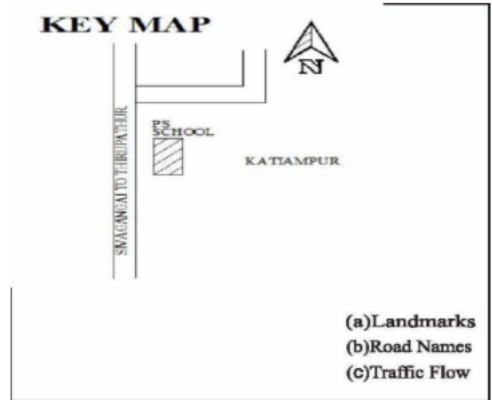 KEY MAP
N
PS
SCHOOL
KATIAMPUR
SIVAGANGAI TO THIRUPATHUR
(a)Landmarks
(b)Road Names
(c)Traffic Flow